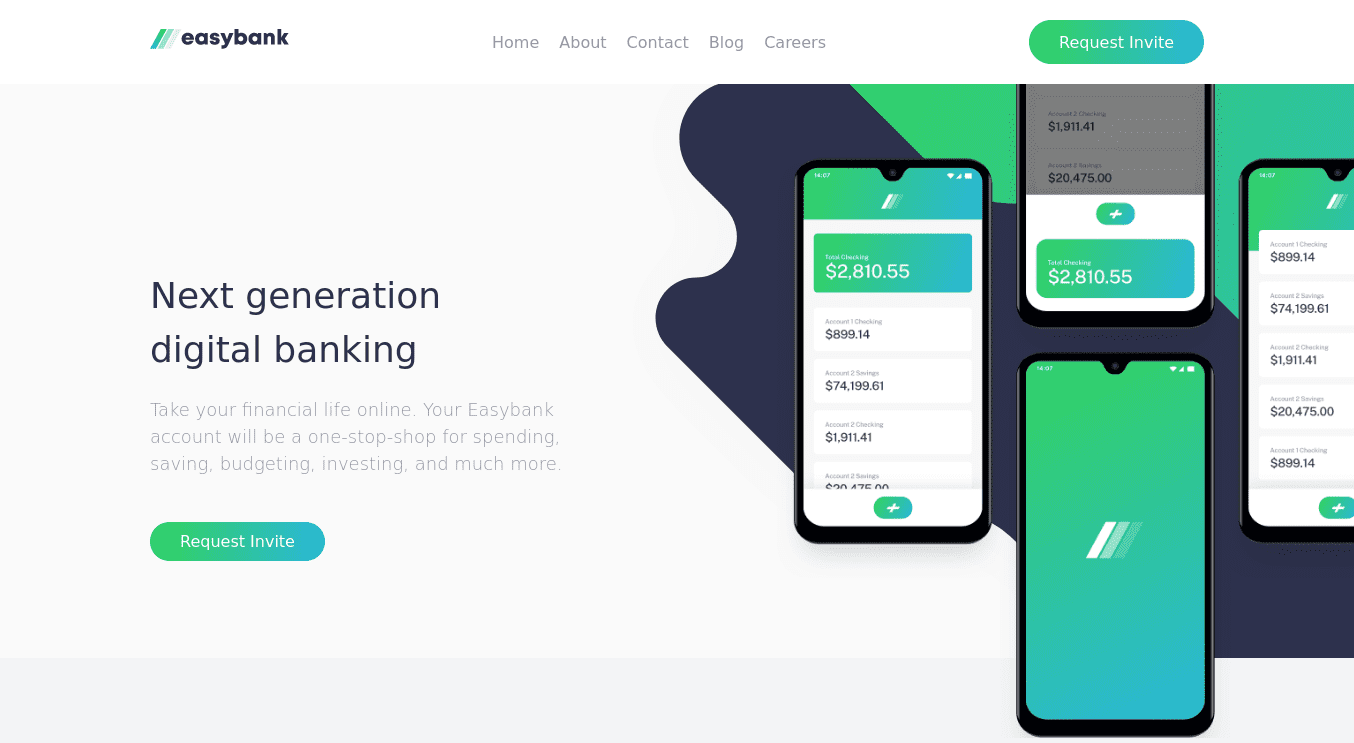 easybank
Home
About
Contact
Blog
Careers
Request Invite
Next generation
digital banking
Take your financial life online. Your Easybank
account will be a one-stop-shop for spending,
saving, budgeting, investing, and much more.
Request Invite
14:07
Total Checking
$2,810.55
Account 1 Checking
$899.14
Account 2 Savings
$74,199.61
Account 2 Checking
$1,911.41
Account 2 Savings
$20,475.00
Account 2 Checking
$1,911.41
Account 2 Savings
$20,475.00
Total Checking
$2,810.55
14:07
14:07
Account 1 Checking
$899.14
Account 2 Savings
$74,199.61
Account 2 Checking
$1,911.41
Account 2 Savings
$20,475.00
Account 1 Checking
$899.14